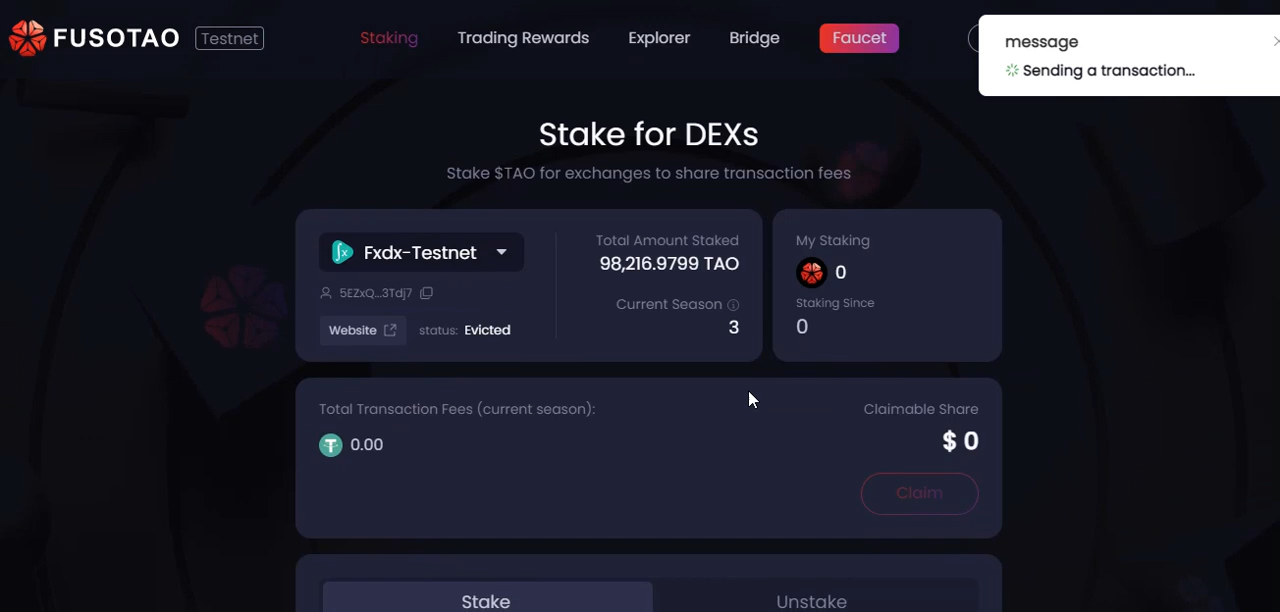 FUSOTAO Testnet Staking Trading Rewards Explorer Bridge Faucet
message
Sending a transaction...
Stake for DEXs
Stake $TAO for exchanges to share transaction fees
Fxdx-Testnet
5EZxQ...3Tdj7
Website status: Evicted
Total Amount Staked
98,216.9799 TAO
Current Season
3
My Staking
0
Staking Since
0
Total Transaction Fees (current season):
0.00
Claimable Share
$ 0
Claim
Stake Unstake